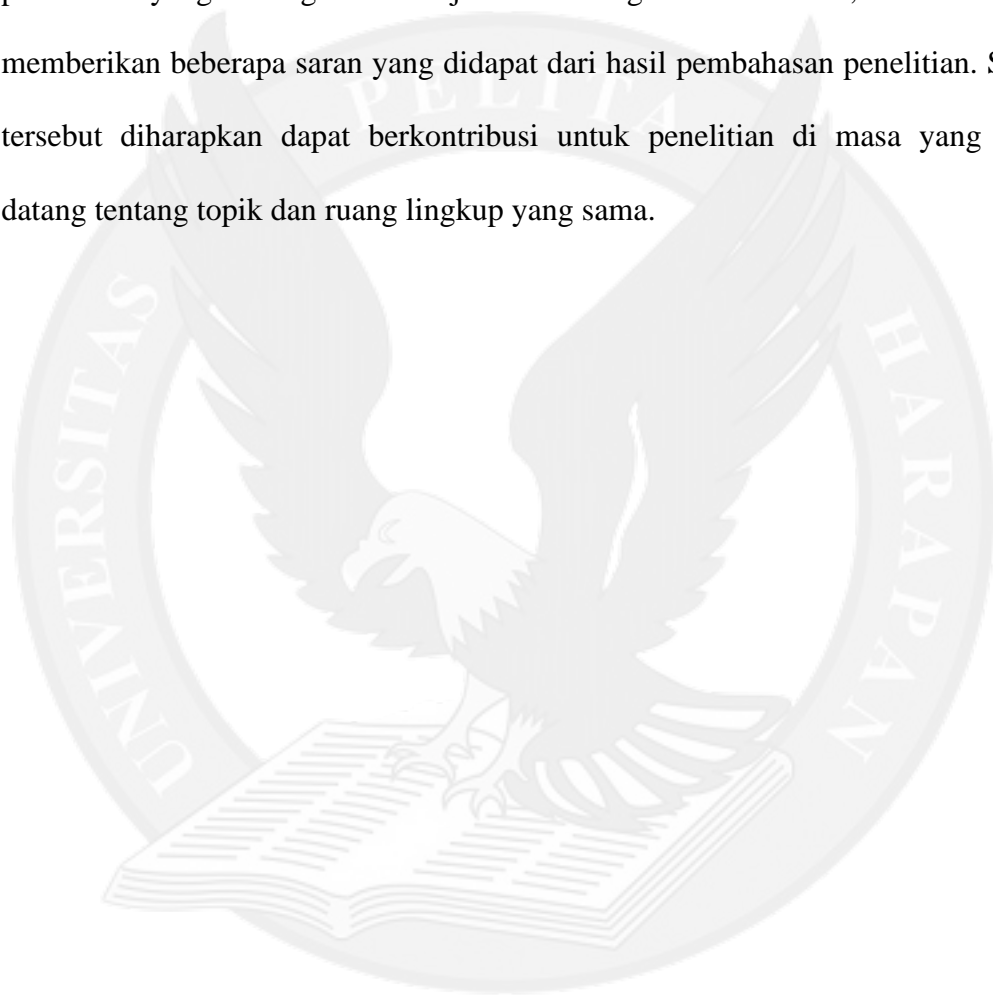 memberikan beberapa saran yang didapat dari hasil pembahasan penelitian.
tersebut diharapkan dapat berkontribusi untuk penelitian di masa yang
datang tentang topik dan ruang lingkup yang sama.
UNIVERSITAS PELITA HARAPAN